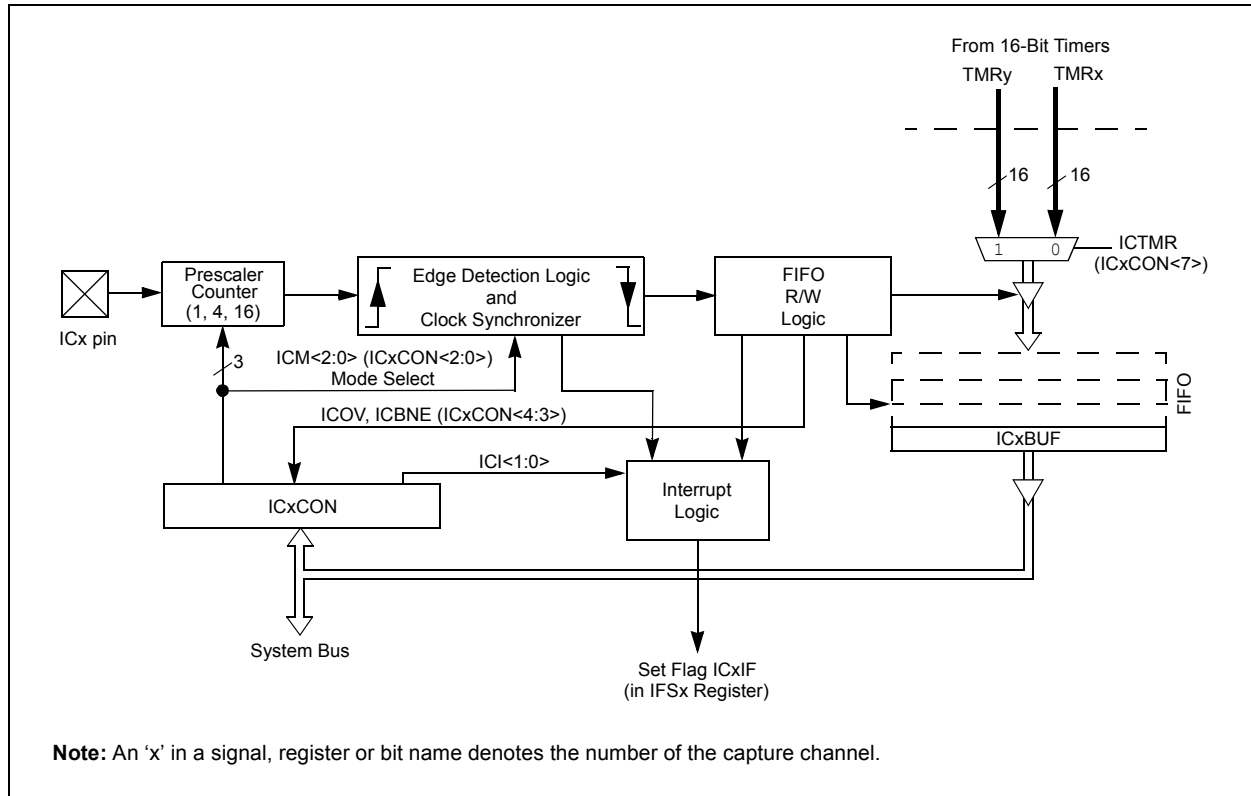 From 16-Bit Timers
TMRy TMRx
16 16
1 0
ICTMR
(ICxCON<7>)
Prescaler
Counter
(1, 4, 16)
Edge Detection Logic
and
Clock Synchronizer
FIFO
R/W
Logic
ICx pin
3
ICM<2:0> (ICxCON<2:0>)
Mode Select
FIFO
ICOV, ICBNE (ICxCON<4:3>)
ICxBUF
ICI<1:0>
ICxCON
Interrupt
Logic
System Bus
Set Flag ICxIF
(in IFSx Register)
Note: An ‘x’ in a signal, register or bit name denotes the number of the capture channel.